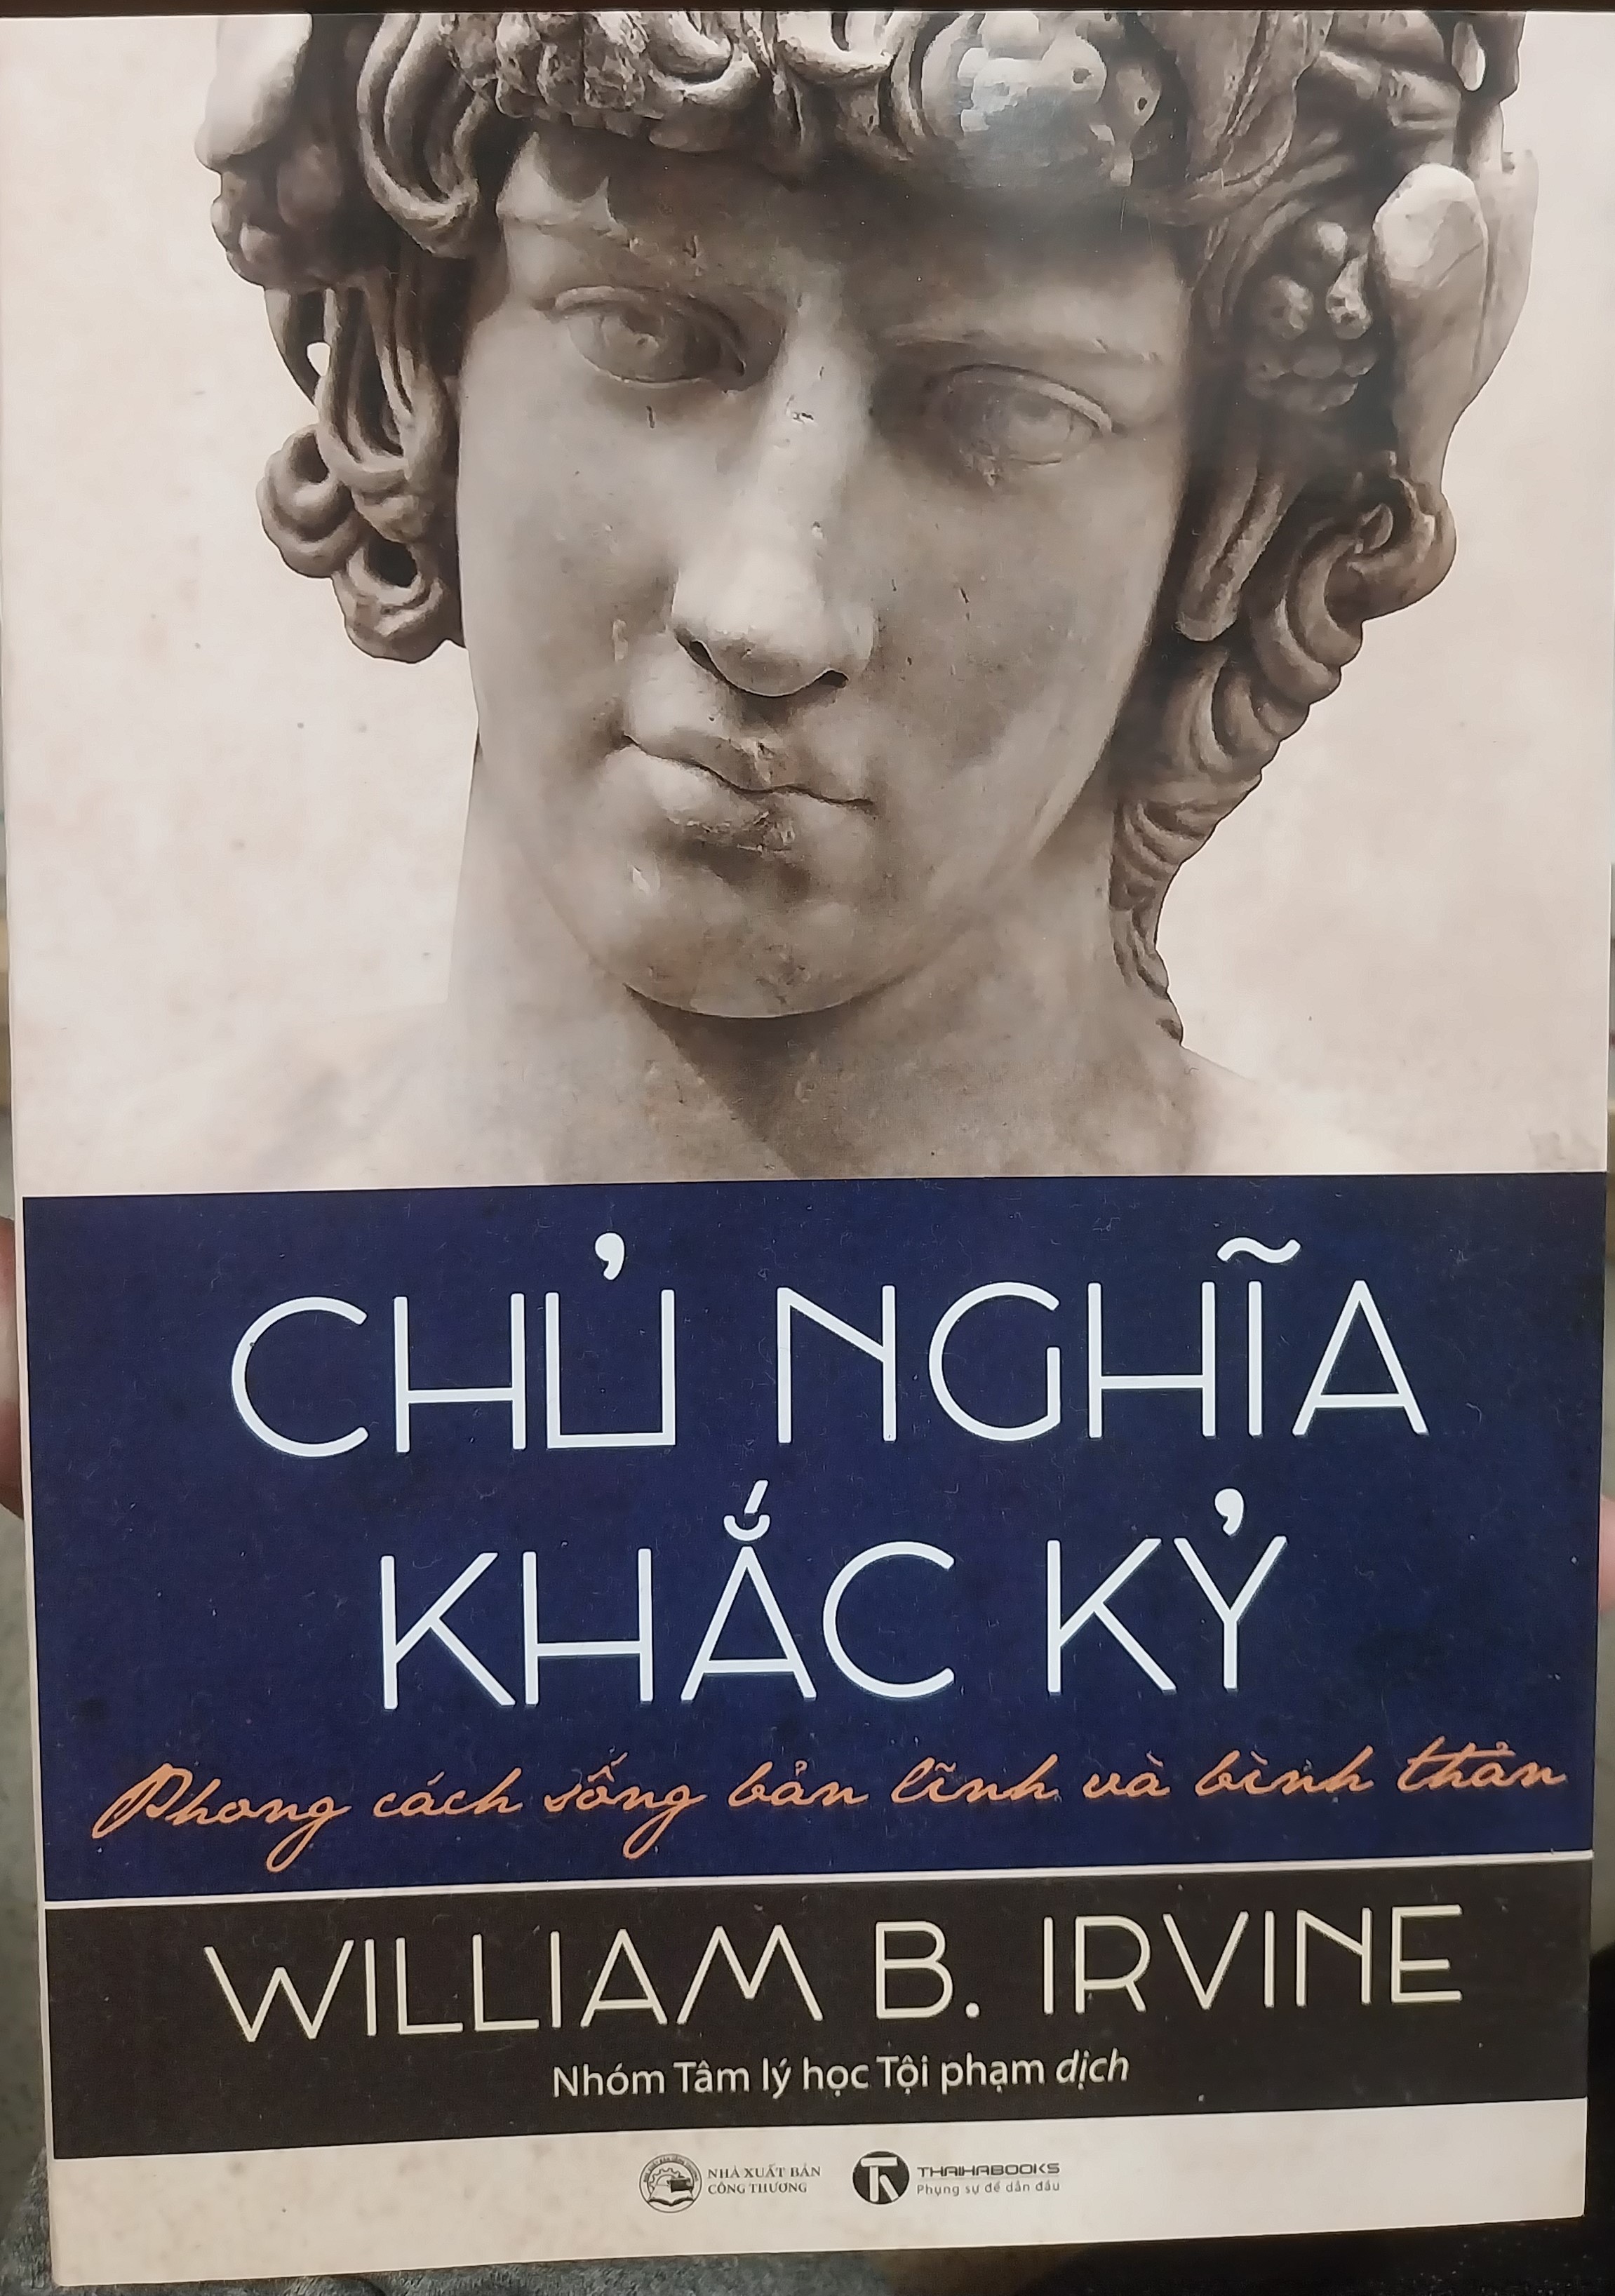 CHỦ NGHĨA
KHẮC KỶ
Phong cách sống bản lĩnh và bình thản
WILLIAM B. IRVINE
Nhóm Tâm lý học Tội phạm dịch
NHÀ XUẤT BẢN
CÔNG THƯƠNG
THAIHABOOKS
Phụng sự để dẫn đầu